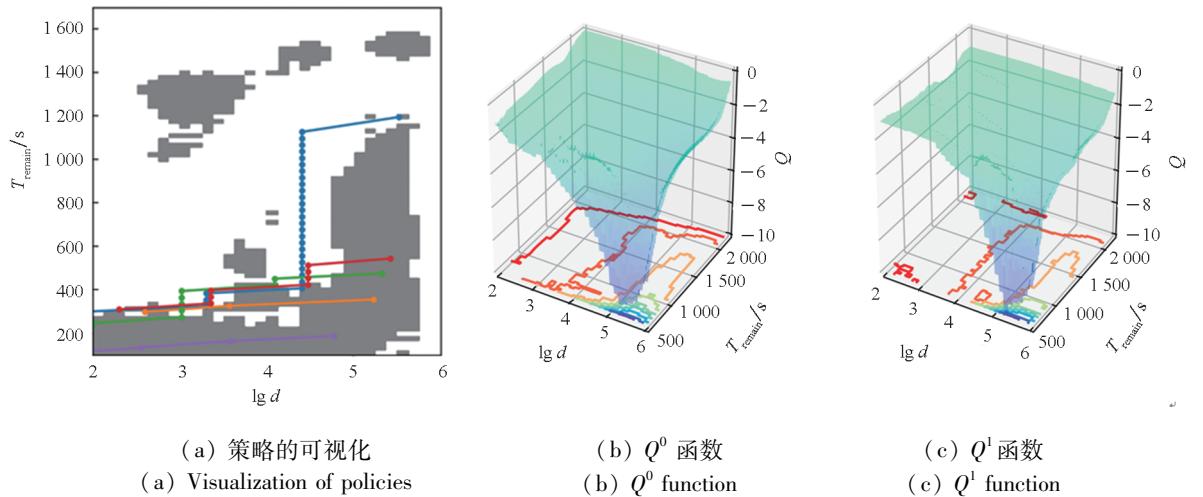 1 600
1 400
1 200
1 000
800
600
400
200
T_remain/s
2 3 4 5 6
lg d
0
−2
−4
−6
−8
−10
Q
2 3 4 5 6
lg d
500 1 000 1 500 2 000
T_remain/s
0
−2
−4
−6
−8
−10
Q
2 3 4 5 6
lg d
500 1 000 1 500 2 000
T_remain/s
(a) 策略的可视化 (b) Q⁰ 函数 (c) Q¹ 函数
(a) Visualization of policies (b) Q⁰ function (c) Q¹ function